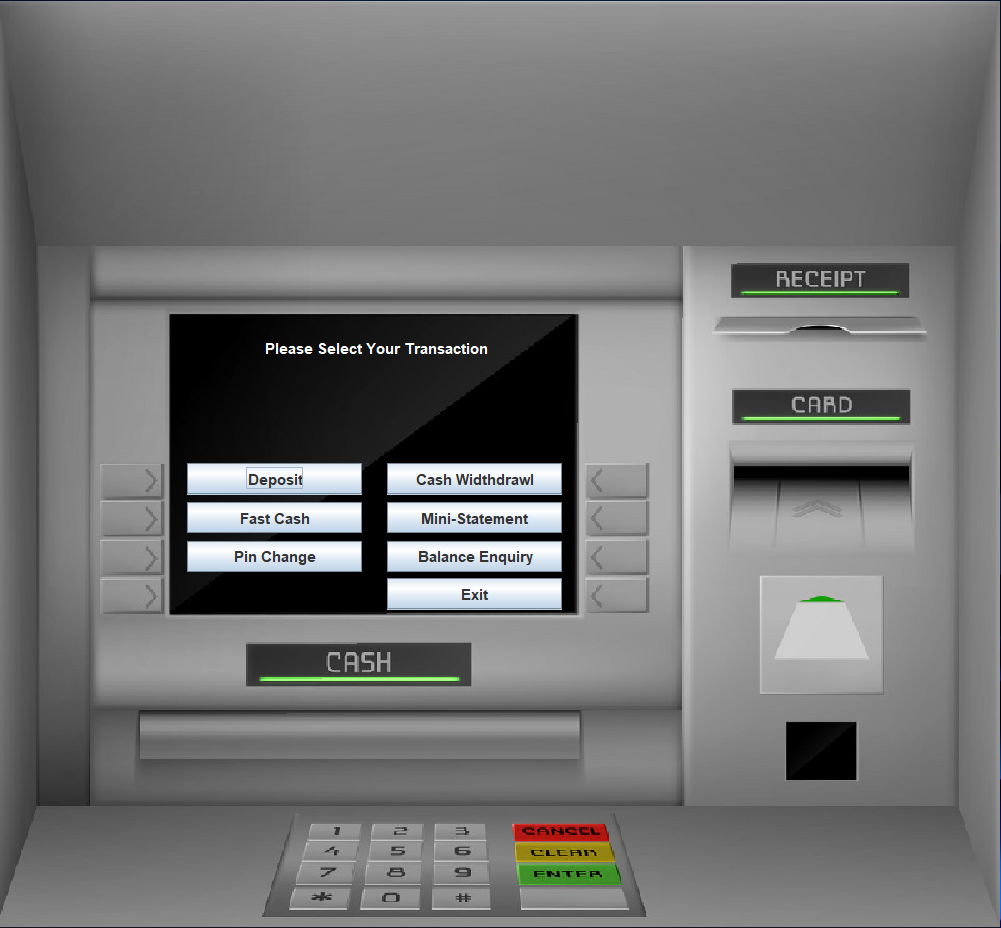 RECEIPT
Please Select Your Transaction
CARD
Deposit
Cash Widthdrawl
Fast Cash
Mini-Statement
Pin Change
Balance Enquiry
Exit
CASH
1 2 3 CANCEL
4 5 6 CLEAR
7 8 9 ENTER
* 0 #